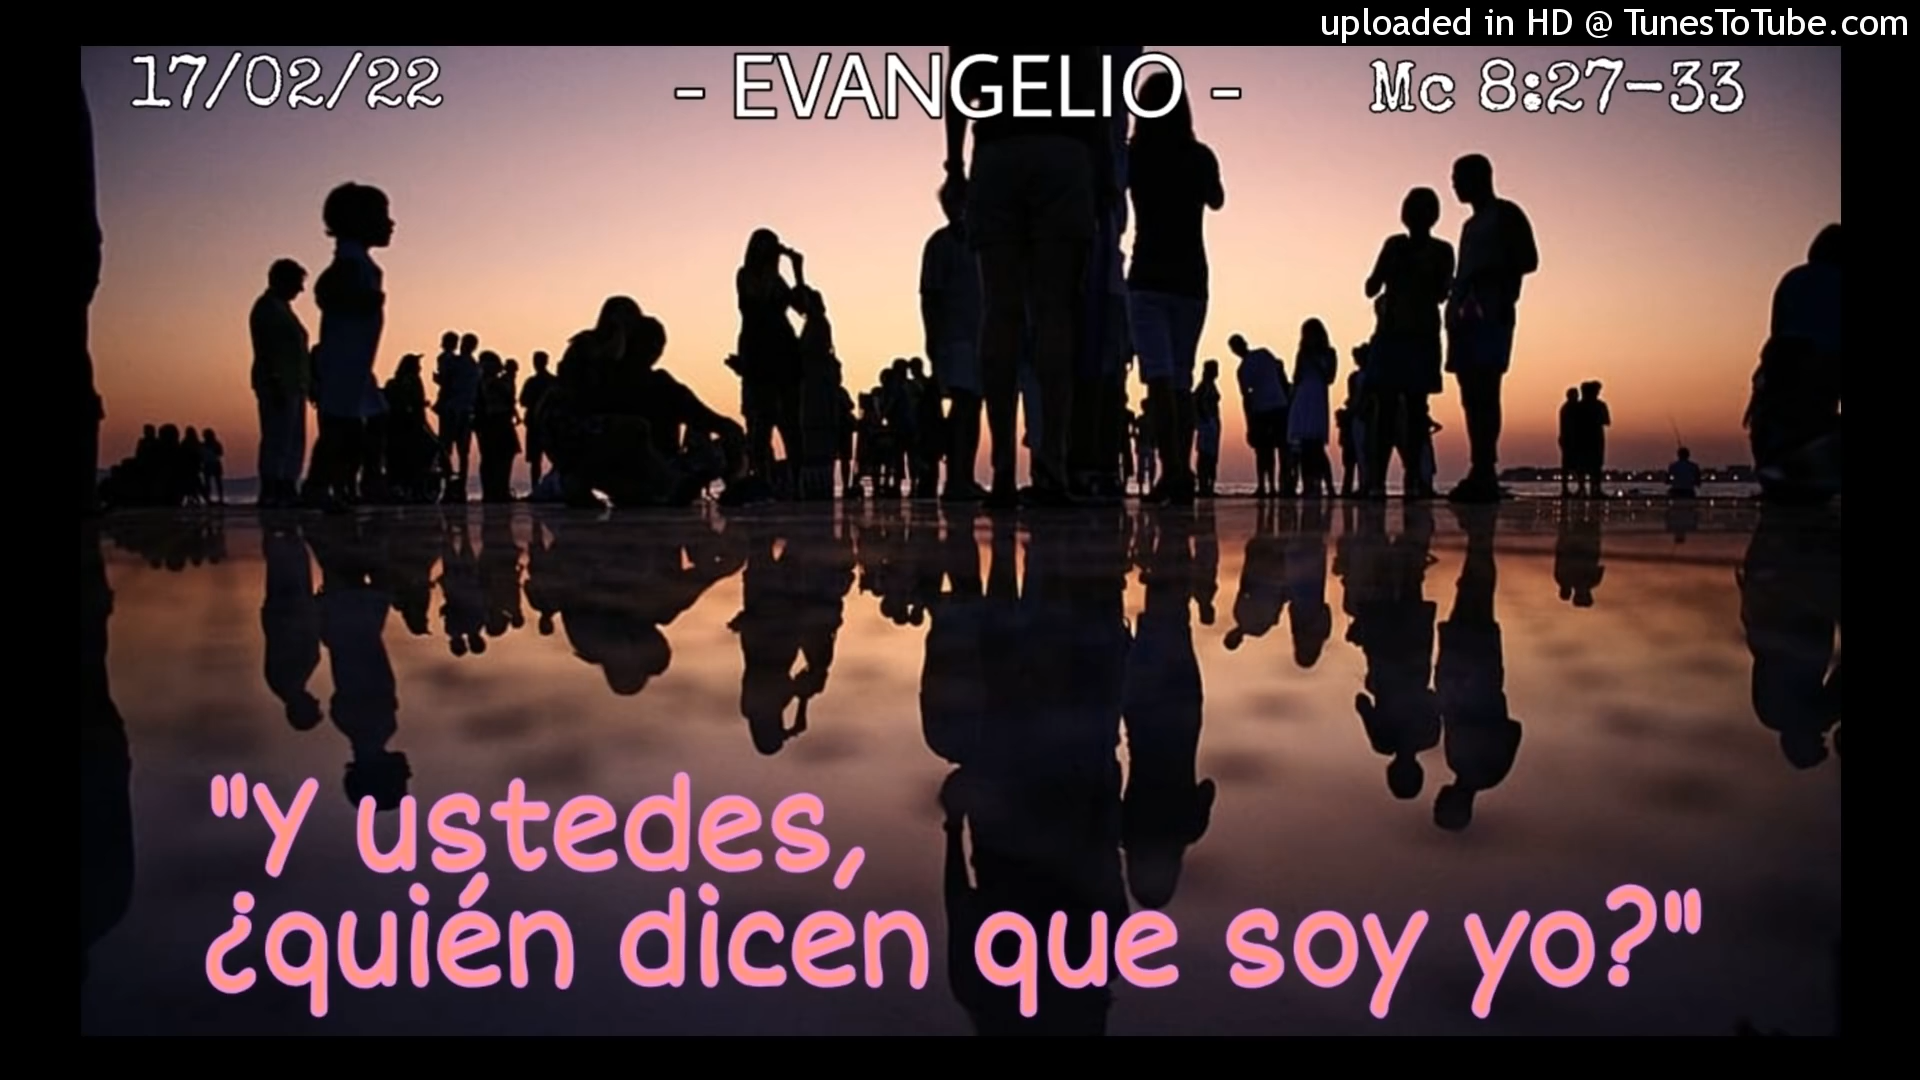 uploaded in HD @ TunesToTube.com
17/02/22
- EVANGELIO -
Mc 8:27-33
"Y ustedes,
¿quién dicen que soy yo?"